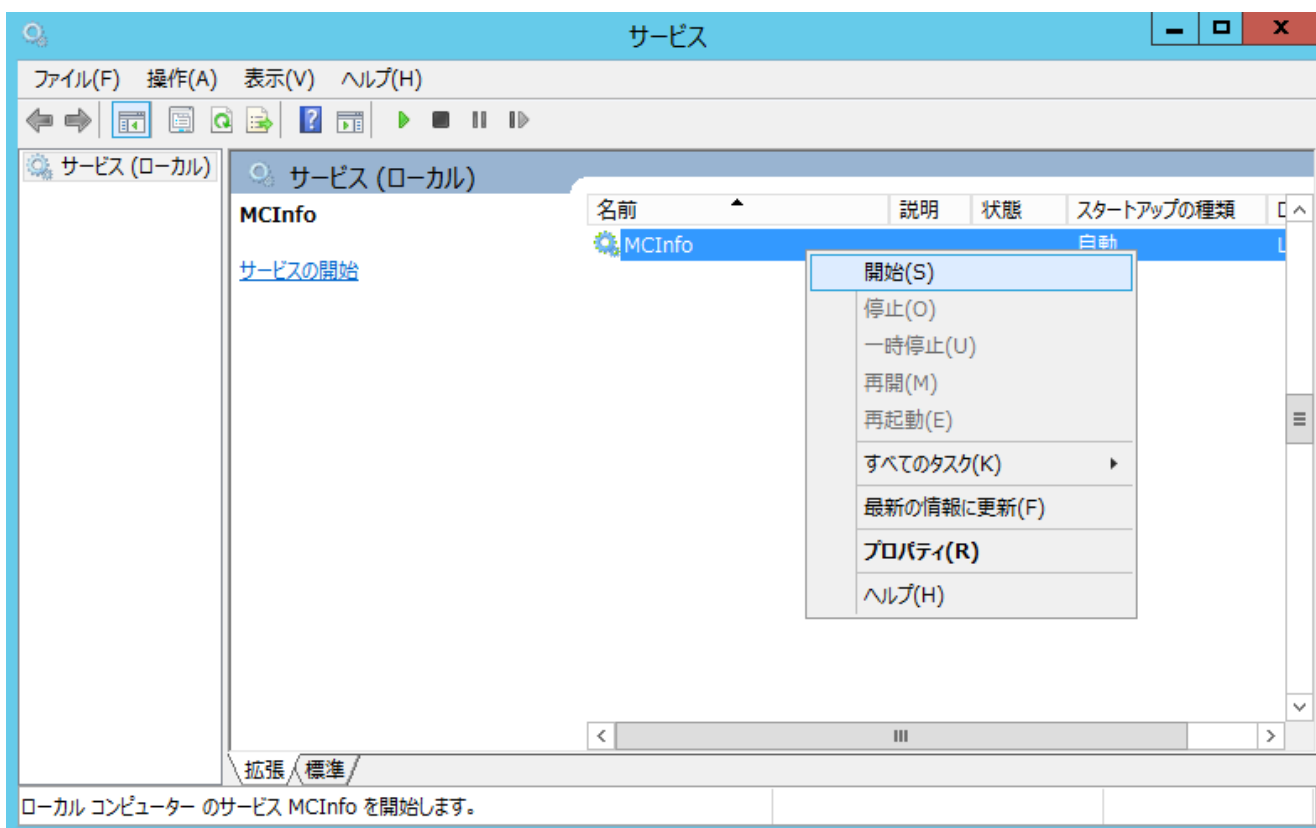 サービス
ファイル(F) 操作(A) 表示(V) ヘルプ(H)
サービス (ローカル)
サービス (ローカル)
MCInfo
サービスの開始
名前 説明 状態 スタートアップの種類
MCInfo 自動 L
開始(S)
停止(O)
一時停止(U)
再開(M)
再起動(E)
すべてのタスク(K)
最新の情報に更新(F)
プロパティ(R)
ヘルプ(H)
拡張 標準
ローカル コンピューター のサービス MCInfo を開始します。